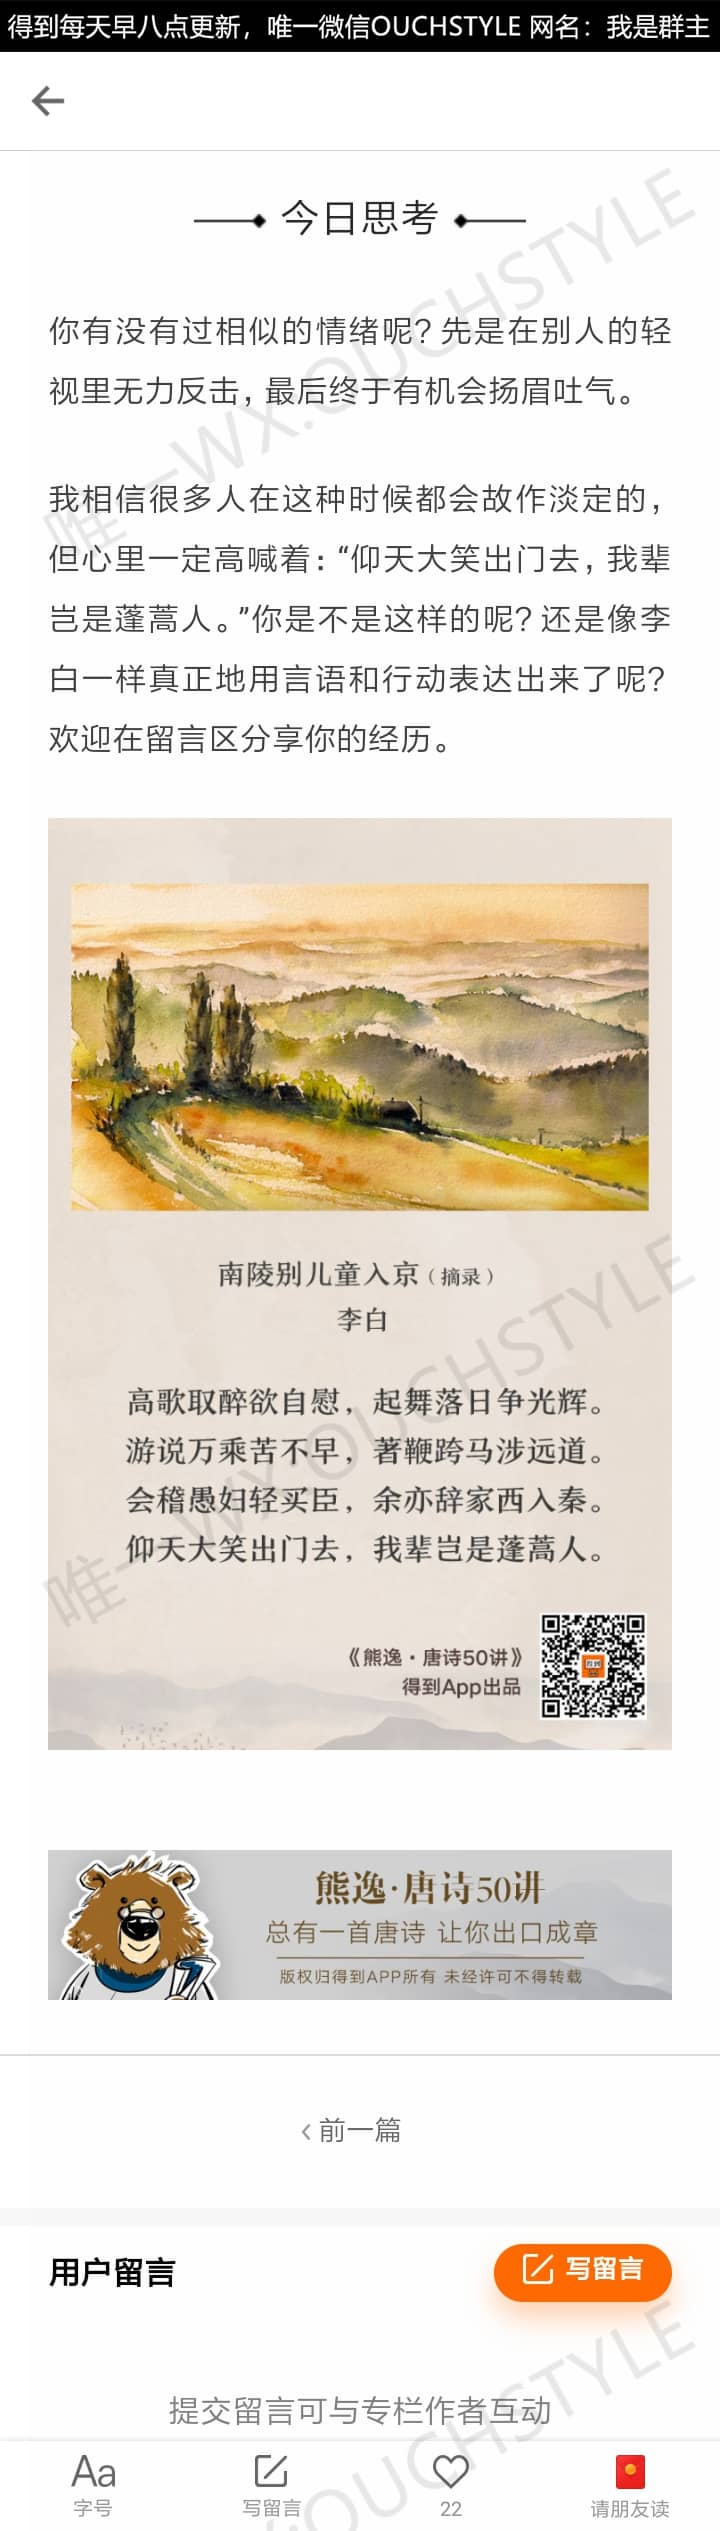 得到每天早八点更新，唯一微信OUCHSTYLE 网名：我是群主
今日思考
你有没有过相似的情绪呢？先是在别人的轻
视里无力反击，最后终于有机会扬眉吐气。
我相信很多人在这种时候都会故作淡定的，
但心里一定高喊着：“仰天大笑出门去，我辈
岂是蓬蒿人。”你是不是这样的呢？还是像李
白一样真正地用言语和行动表达出来了呢？
欢迎在留言区分享你的经历。
唯一WX:OUCHSTYLE
南陵别儿童入京（摘录）
李白
高歌取醉欲自慰，起舞落日争光辉。
游说万乘苦不早，著鞭跨马涉远道。
会稽愚妇轻买臣，余亦辞家西入秦。
仰天大笑出门去，我辈岂是蓬蒿人。
唯一WX:OUCHSTYLE
《熊逸·唐诗50讲》
得到App出品
得到
熊逸·唐诗50讲
总有一首唐诗 让你出口成章
版权归得到APP所有 未经许可不得转载
前一篇
用户留言
写留言
提交留言可与专栏作者互动
OUCHSTYLE
Aa
字号
写留言
22
请朋友读